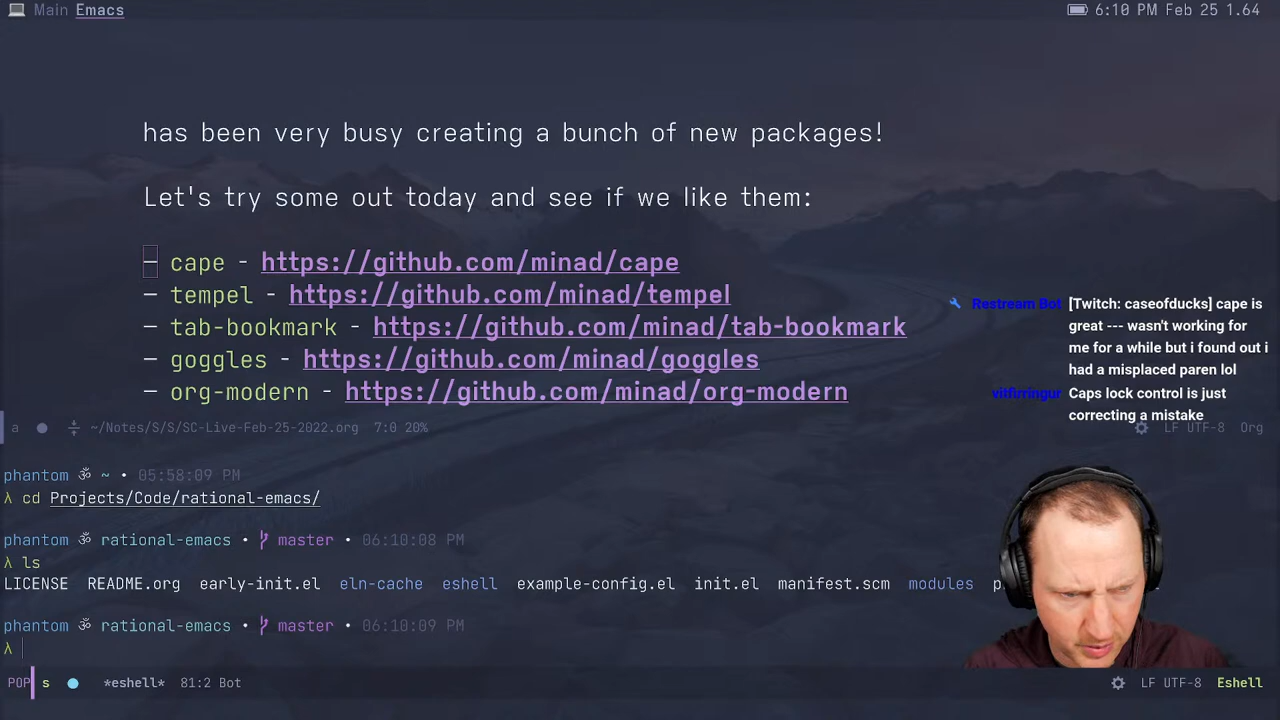 Main Emacs
6:10 PM Feb 25 1.64
has been very busy creating a bunch of new packages!
Let's try some out today and see if we like them:
– cape - https://github.com/minad/cape
– tempel - https://github.com/minad/tempel
– tab-bookmark - https://github.com/minad/tab-bookmark
– goggles - https://github.com/minad/goggles
– org-modern - https://github.com/minad/org-modern
Restream Bot [Twitch: caseofducks] cape is
great --- wasn't working for
me for a while but i found out i
had a misplaced paren lol
vitfirringur Caps lock control is just
correcting a mistake
a ~/Notes/S/S/SC-Live-Feb-25-2022.org 7:0 20%
LF UTF-8 Org
phantom ॐ ~ • 05:58:09 PM
λ cd Projects/Code/rational-emacs/
phantom ॐ rational-emacs • master • 06:10:08 PM
λ ls
LICENSE README.org early-init.el eln-cache eshell example-config.el init.el manifest.scm modules
phantom ॐ rational-emacs • master • 06:10:09 PM
λ
POP s *eshell* 81:2 Bot
LF UTF-8 Eshell